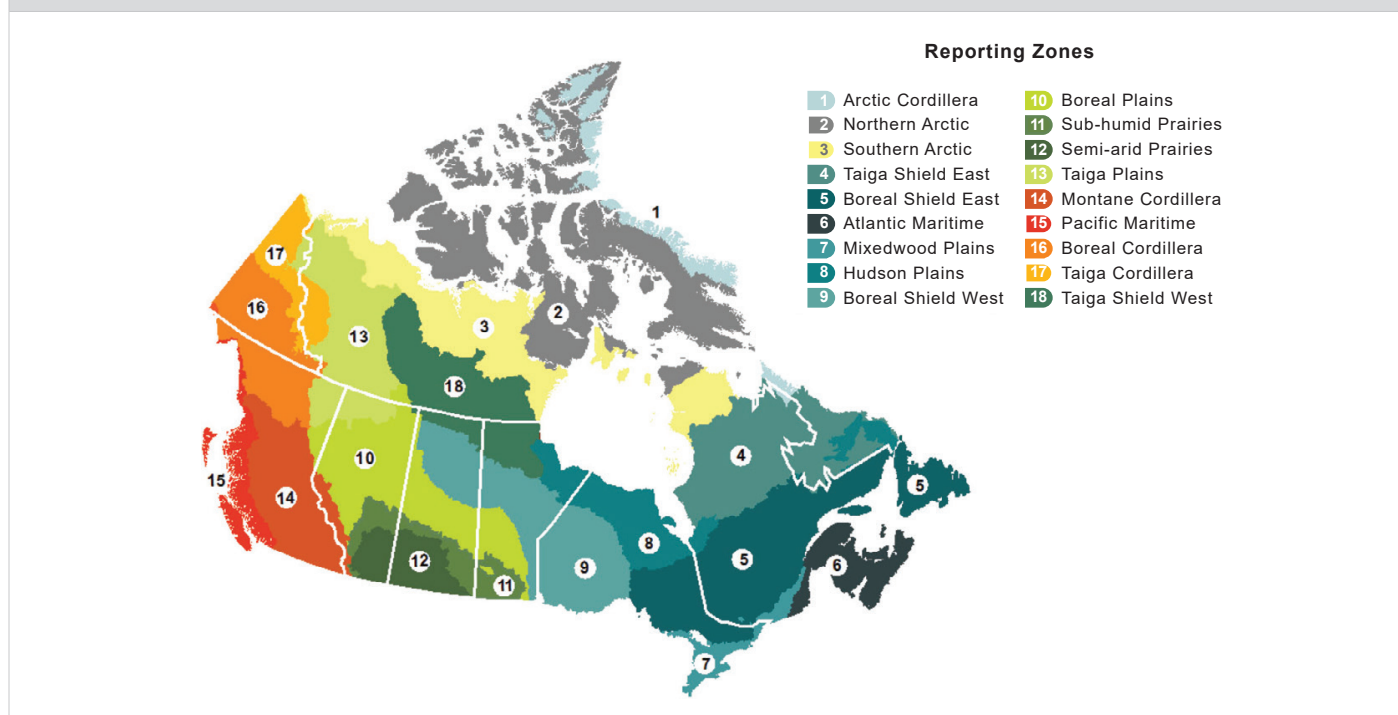 Reporting Zones
1 Arctic Cordillera
2 Northern Arctic
3 Southern Arctic
4 Taiga Shield East
5 Boreal Shield East
6 Atlantic Maritime
7 Mixedwood Plains
8 Hudson Plains
9 Boreal Shield West
10 Boreal Plains
11 Sub-humid Prairies
12 Semi-arid Prairies
13 Taiga Plains
14 Montane Cordillera
15 Pacific Maritime
16 Boreal Cordillera
17 Taiga Cordillera
18 Taiga Shield West
1
17
16
2
3
13
18
4
10
15
14
5
8
5
12
6
9
11
7